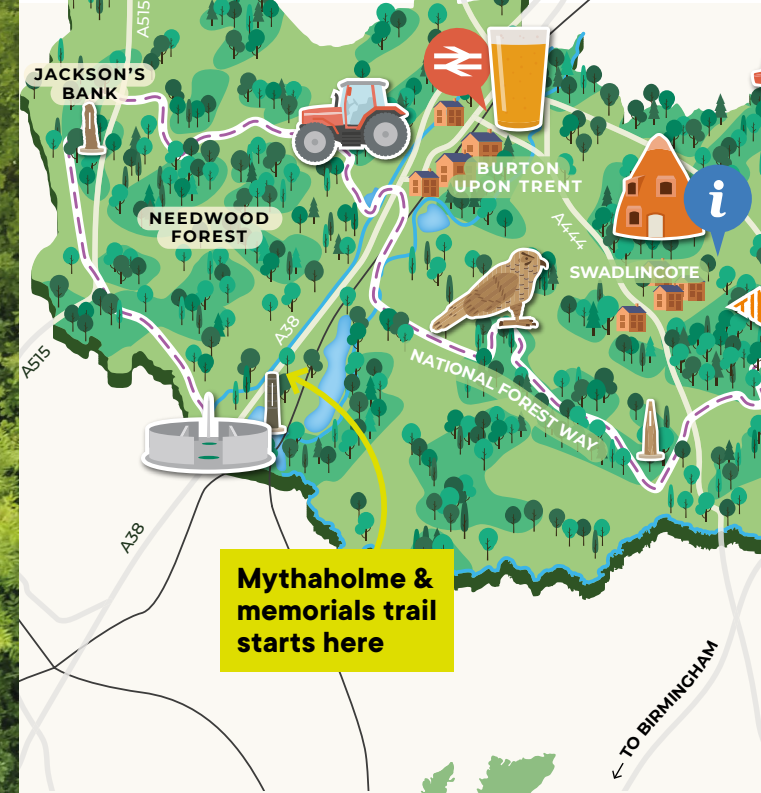 A515
JACKSON'S
BANK
BURTON
UPON TRENT
NEEDWOOD
FOREST
A444
i
SWADLINCOTE
A38
A515
NATIONAL FOREST WAY
A38
Mythaholme &
memorials trail
starts here
← TO BIRMINGHAM